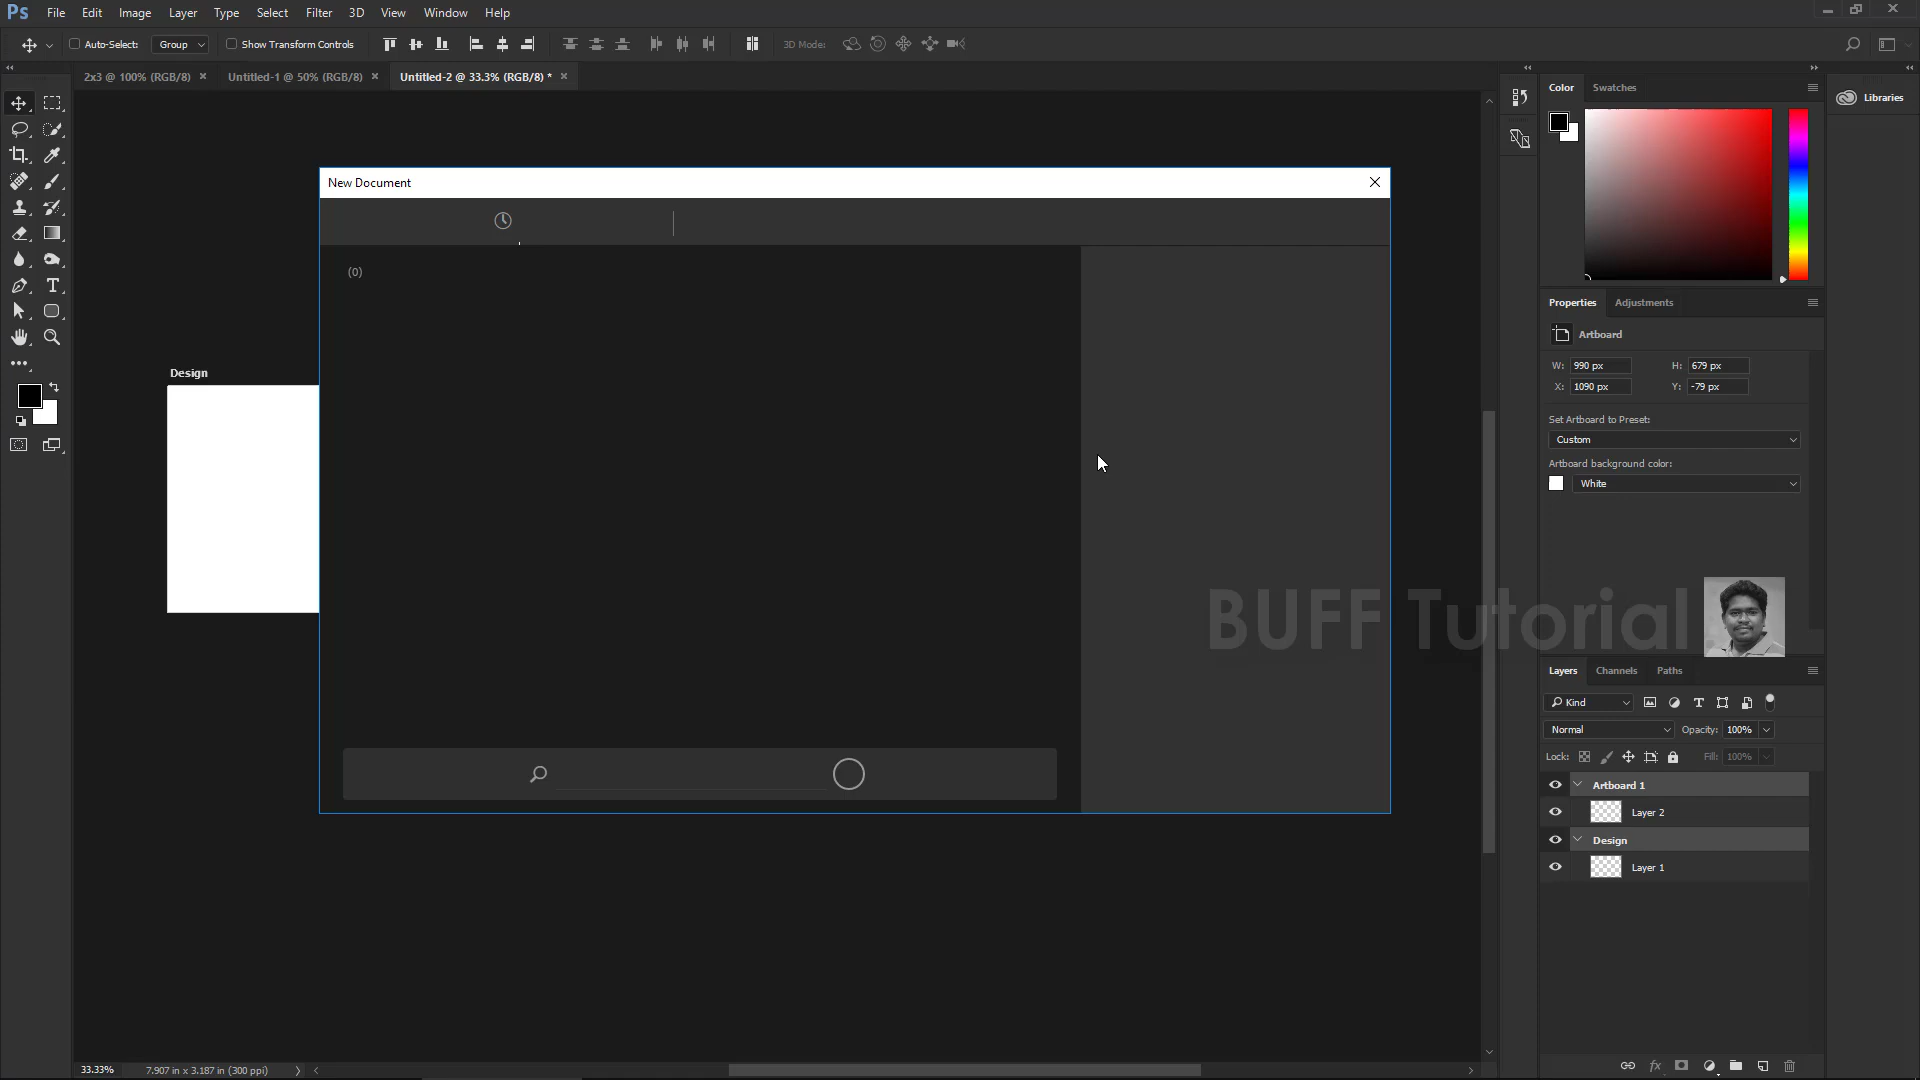 Ps File Edit Image Layer Type Select Filter 3D View Window Help
Auto-Select: Group Show Transform Controls 3D Mode:
2x3 @ 100% (RGB/8) Untitled-1 @ 50% (RGB/8) Untitled-2 @ 33.3% (RGB/8) *
Color Swatches
Libraries
New Document
(0)
Design
Properties Adjustments
Artboard
W: 990 px H: 679 px
X: 1090 px Y: -79 px
Set Artboard to Preset:
Custom
Artboard background color:
White
BUFF Tutorial
Layers Channels Paths
Kind
Normal Opacity: 100%
Lock: Fill: 100%
Artboard 1
Layer 2
Design
Layer 1
33.33% 7.907 in x 3.187 in (300 ppi)
fx